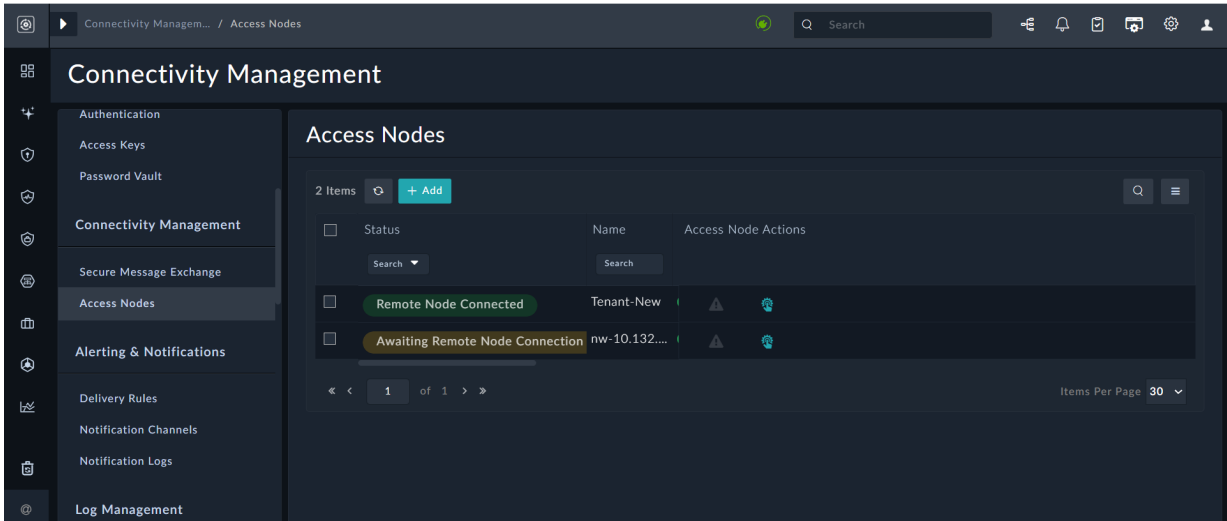 Connectivity Managem... / Access Nodes
Search
Connectivity Management
Authentication
Access Keys
Password Vault
Connectivity Management
Secure Message Exchange
Access Nodes
Alerting & Notifications
Delivery Rules
Notification Channels
Notification Logs
Log Management
@
Access Nodes
2 Items + Add
Status Name Access Node Actions
Search Search
Remote Node Connected Tenant-New
Awaiting Remote Node Connection nw-10.132....
« < 1 of 1 > » Items Per Page 30